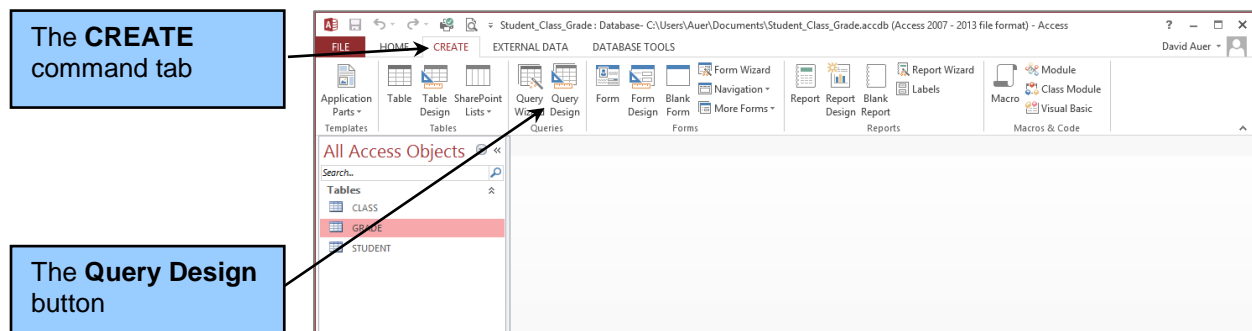 The CREATE
command tab
Student_Class_Grade : Database- C:\Users\Auer\Documents\Student_Class_Grade.accdb (Access 2007 - 2013 file format) - Access
FILE HOME CREATE EXTERNAL DATA DATABASE TOOLS David Auer
Application Parts
Table
Table Design
SharePoint Lists
Query Wizard
Query Design
Form
Form Design
Blank Form
Form Wizard
Navigation
More Forms
Report
Report Design
Blank Report
Report Wizard
Labels
Macro
Module
Class Module
Visual Basic
Templates Tables Queries Forms Reports Macros & Code
All Access Objects
Search...
Tables
CLASS
GRADE
STUDENT
The Query Design
button